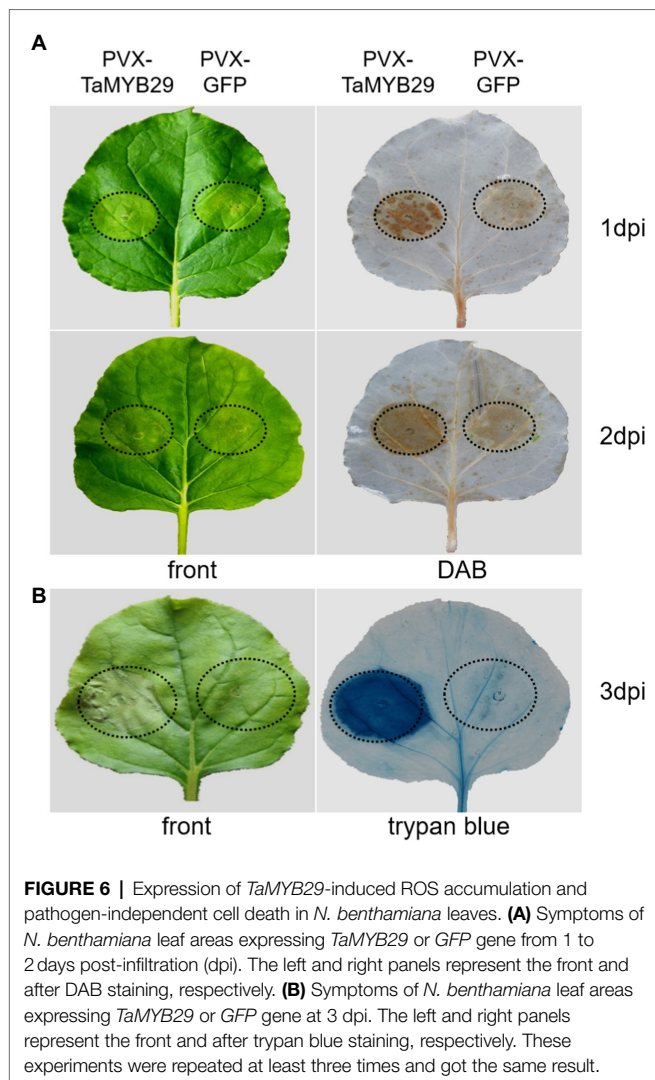 A
PVX-
TaMYB29
PVX-
GFP
PVX-
TaMYB29
PVX-
GFP
1dpi
2dpi
front
DAB
B
3dpi
front
trypan blue
FIGURE 6 | Expression of TaMYB29-induced ROS accumulation and
pathogen-independent cell death in N. benthamiana leaves. (A) Symptoms of
N. benthamiana leaf areas expressing TaMYB29 or GFP gene from 1 to
2 days post-infiltration (dpi). The left and right panels represent the front and
after DAB staining, respectively. (B) Symptoms of N. benthamiana leaf areas
expressing TaMYB29 or GFP gene at 3 dpi. The left and right panels
represent the front and after trypan blue staining, respectively. These
experiments were repeated at least three times and got the same result.